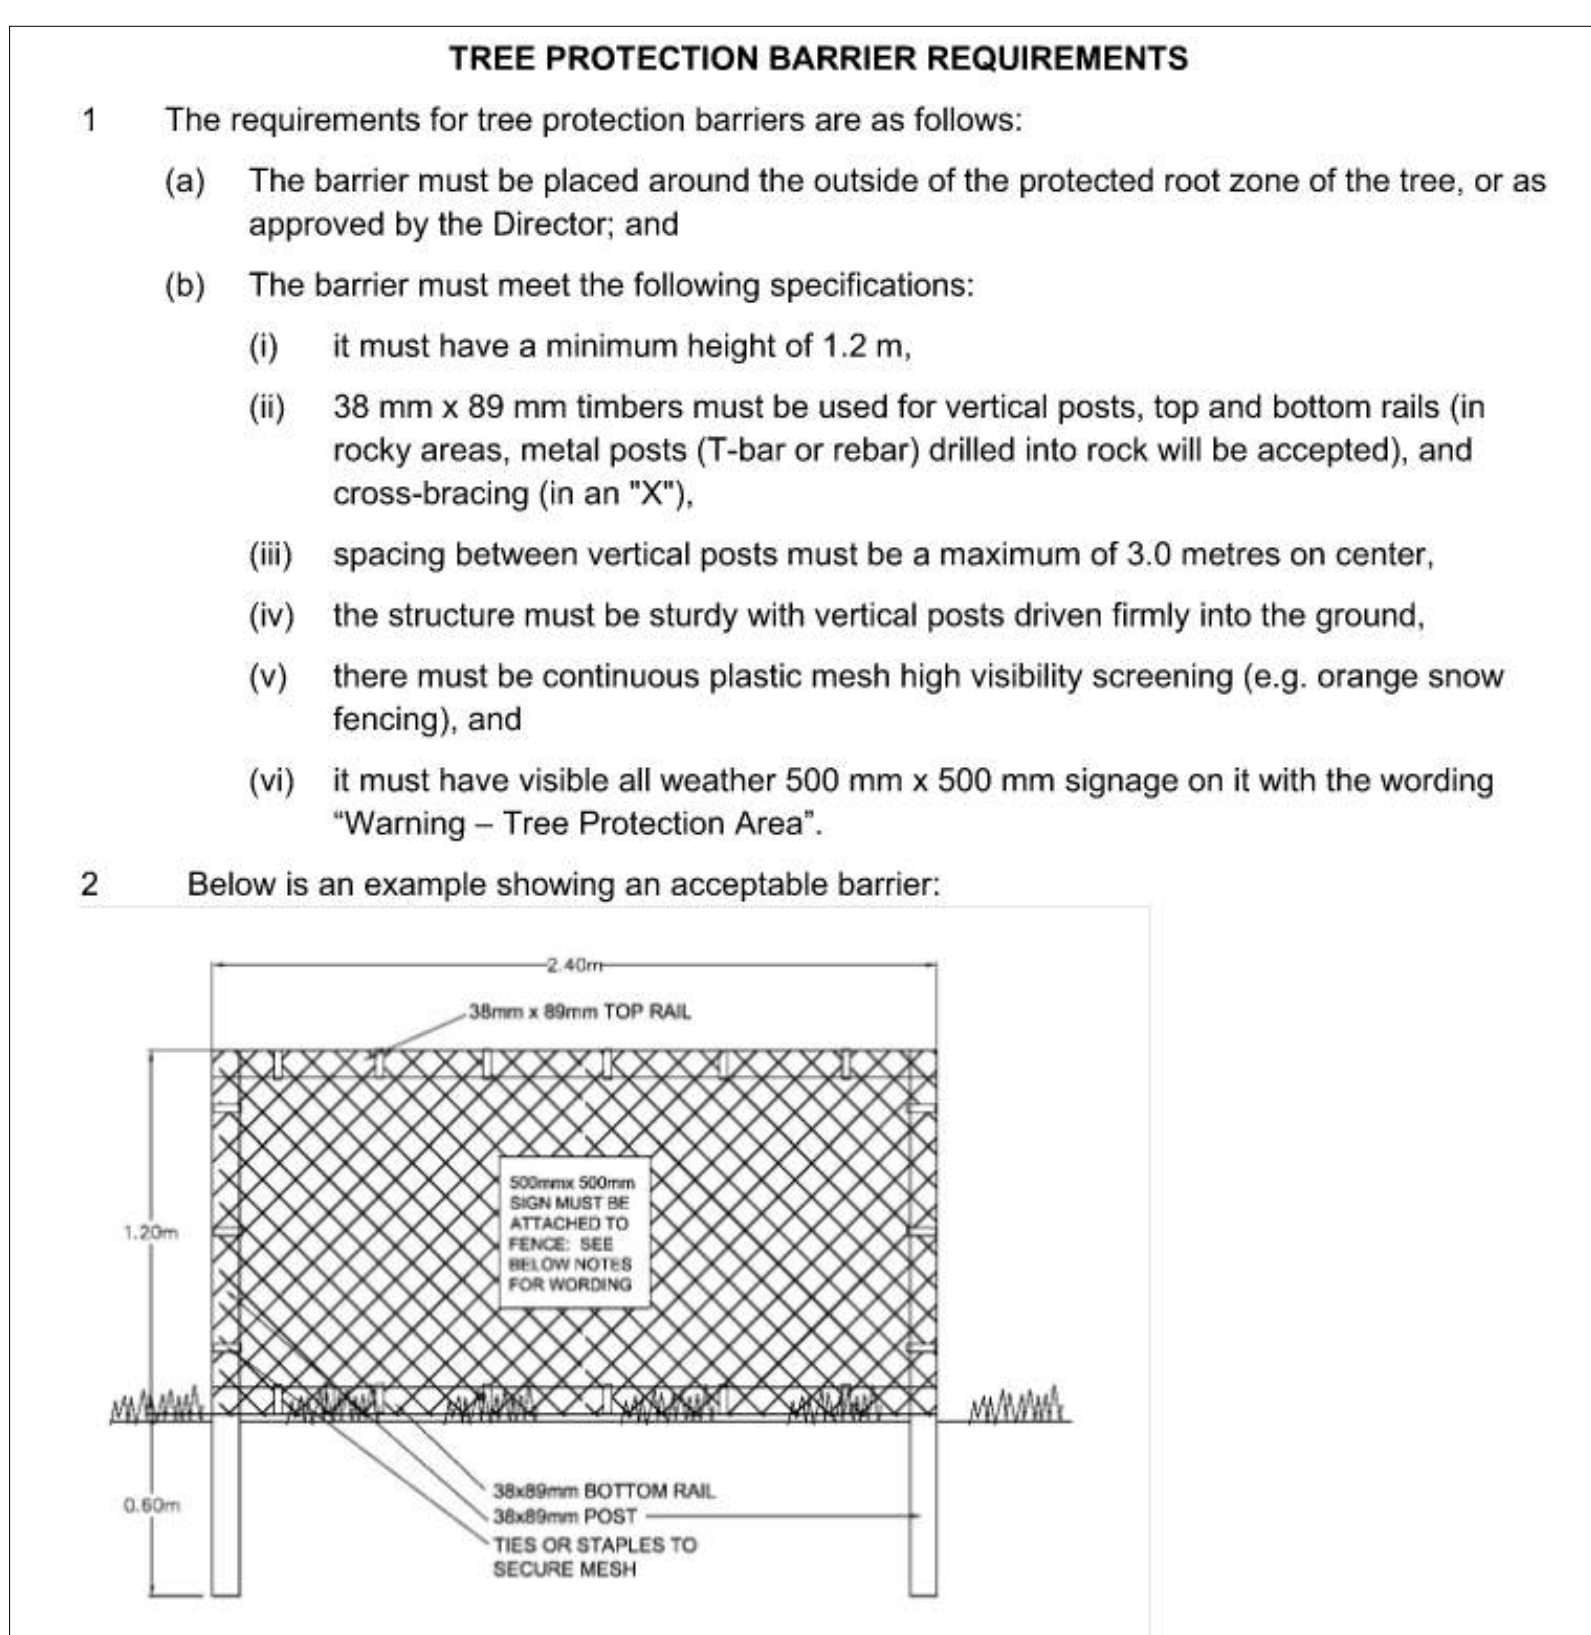 TREE PROTECTION BARRIER REQUIREMENTS
1 The requirements for tree protection barriers are as follows:
(a) The barrier must be placed around the outside of the protected root zone of the tree, or as
approved by the Director; and
(b) The barrier must meet the following specifications:
(i) it must have a minimum height of 1.2 m,
(ii) 38 mm x 89 mm timbers must be used for vertical posts, top and bottom rails (in
rocky areas, metal posts (T-bar or rebar) drilled into rock will be accepted), and
cross-bracing (in an "X"),
(iii) spacing between vertical posts must be a maximum of 3.0 metres on center,
(iv) the structure must be sturdy with vertical posts driven firmly into the ground,
(v) there must be continuous plastic mesh high visibility screening (e.g. orange snow
fencing), and
(vi) it must have visible all weather 500 mm x 500 mm signage on it with the wording
“Warning – Tree Protection Area”.
2 Below is an example showing an acceptable barrier:
2.40m
38mm x 89mm TOP RAIL
500mmx 500mm
SIGN MUST BE
ATTACHED TO
FENCE: SEE
BELOW NOTES
FOR WORDING
1.20m
0.60m
38x89mm BOTTOM RAIL
38x89mm POST
TIES OR STAPLES TO
SECURE MESH